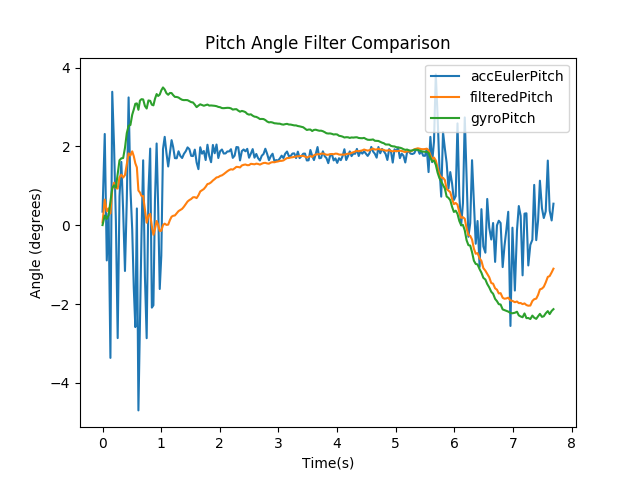 Pitch Angle Filter Comparison
accEulerPitch
filteredPitch
gyroPitch
Angle (degrees)
4
2
0
−2
−4
0 1 2 3 4 5 6 7 8
Time(s)